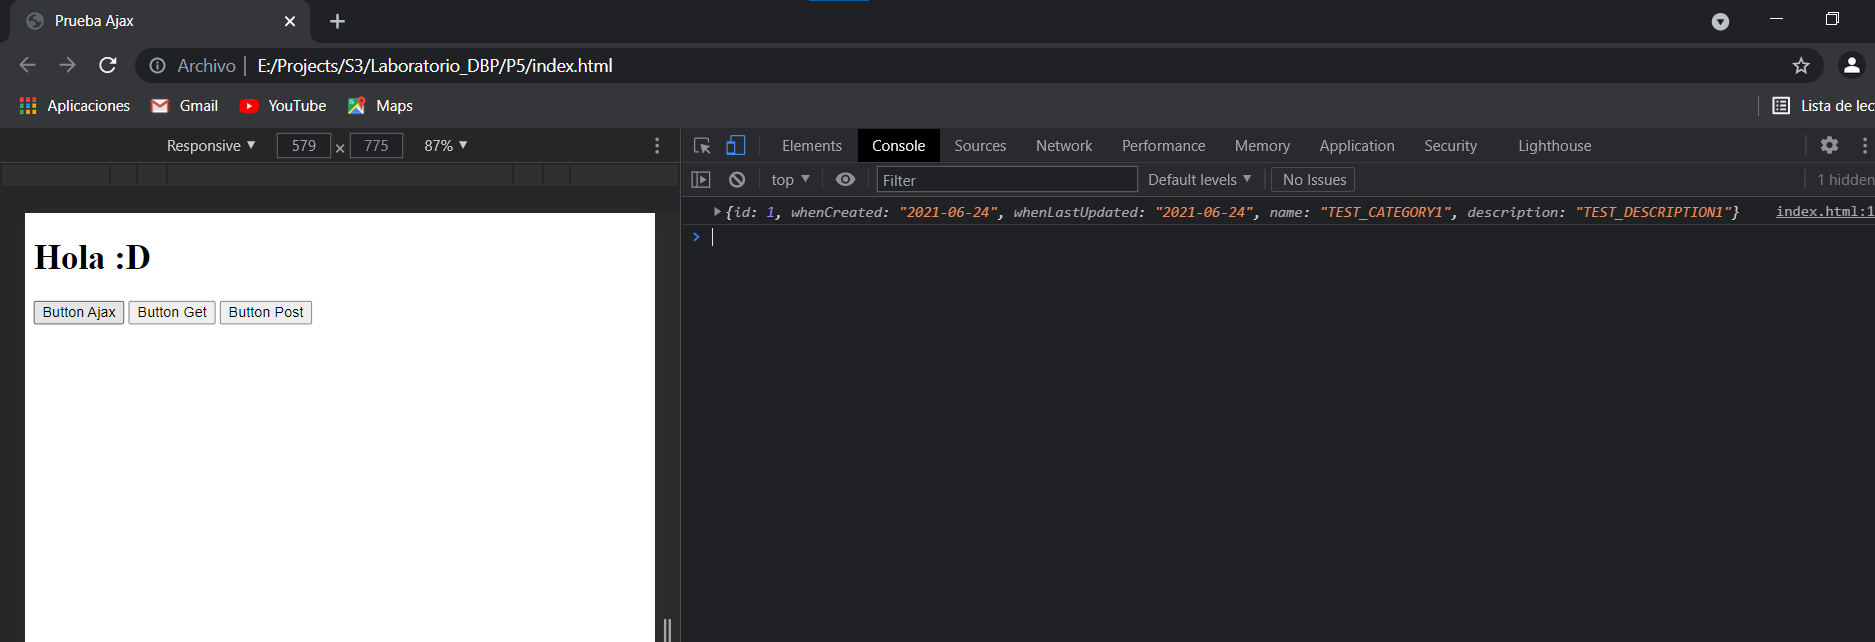 Prueba Ajax
Archivo | E:/Projects/S3/Laboratorio_DBP/P5/index.html
Aplicaciones Gmail YouTube Maps Lista de lec
Responsive ▼ 579 × 775 87% ▼
Elements Console Sources Network Performance Memory Application Security Lighthouse
top ▼ Filter Default levels ▼ No Issues 1 hidden
{id: 1, whenCreated: "2021-06-24", whenLastUpdated: "2021-06-24", name: "TEST_CATEGORY1", description: "TEST_DESCRIPTION1"} index.html:1
Hola :D
Button Ajax Button Get Button Post